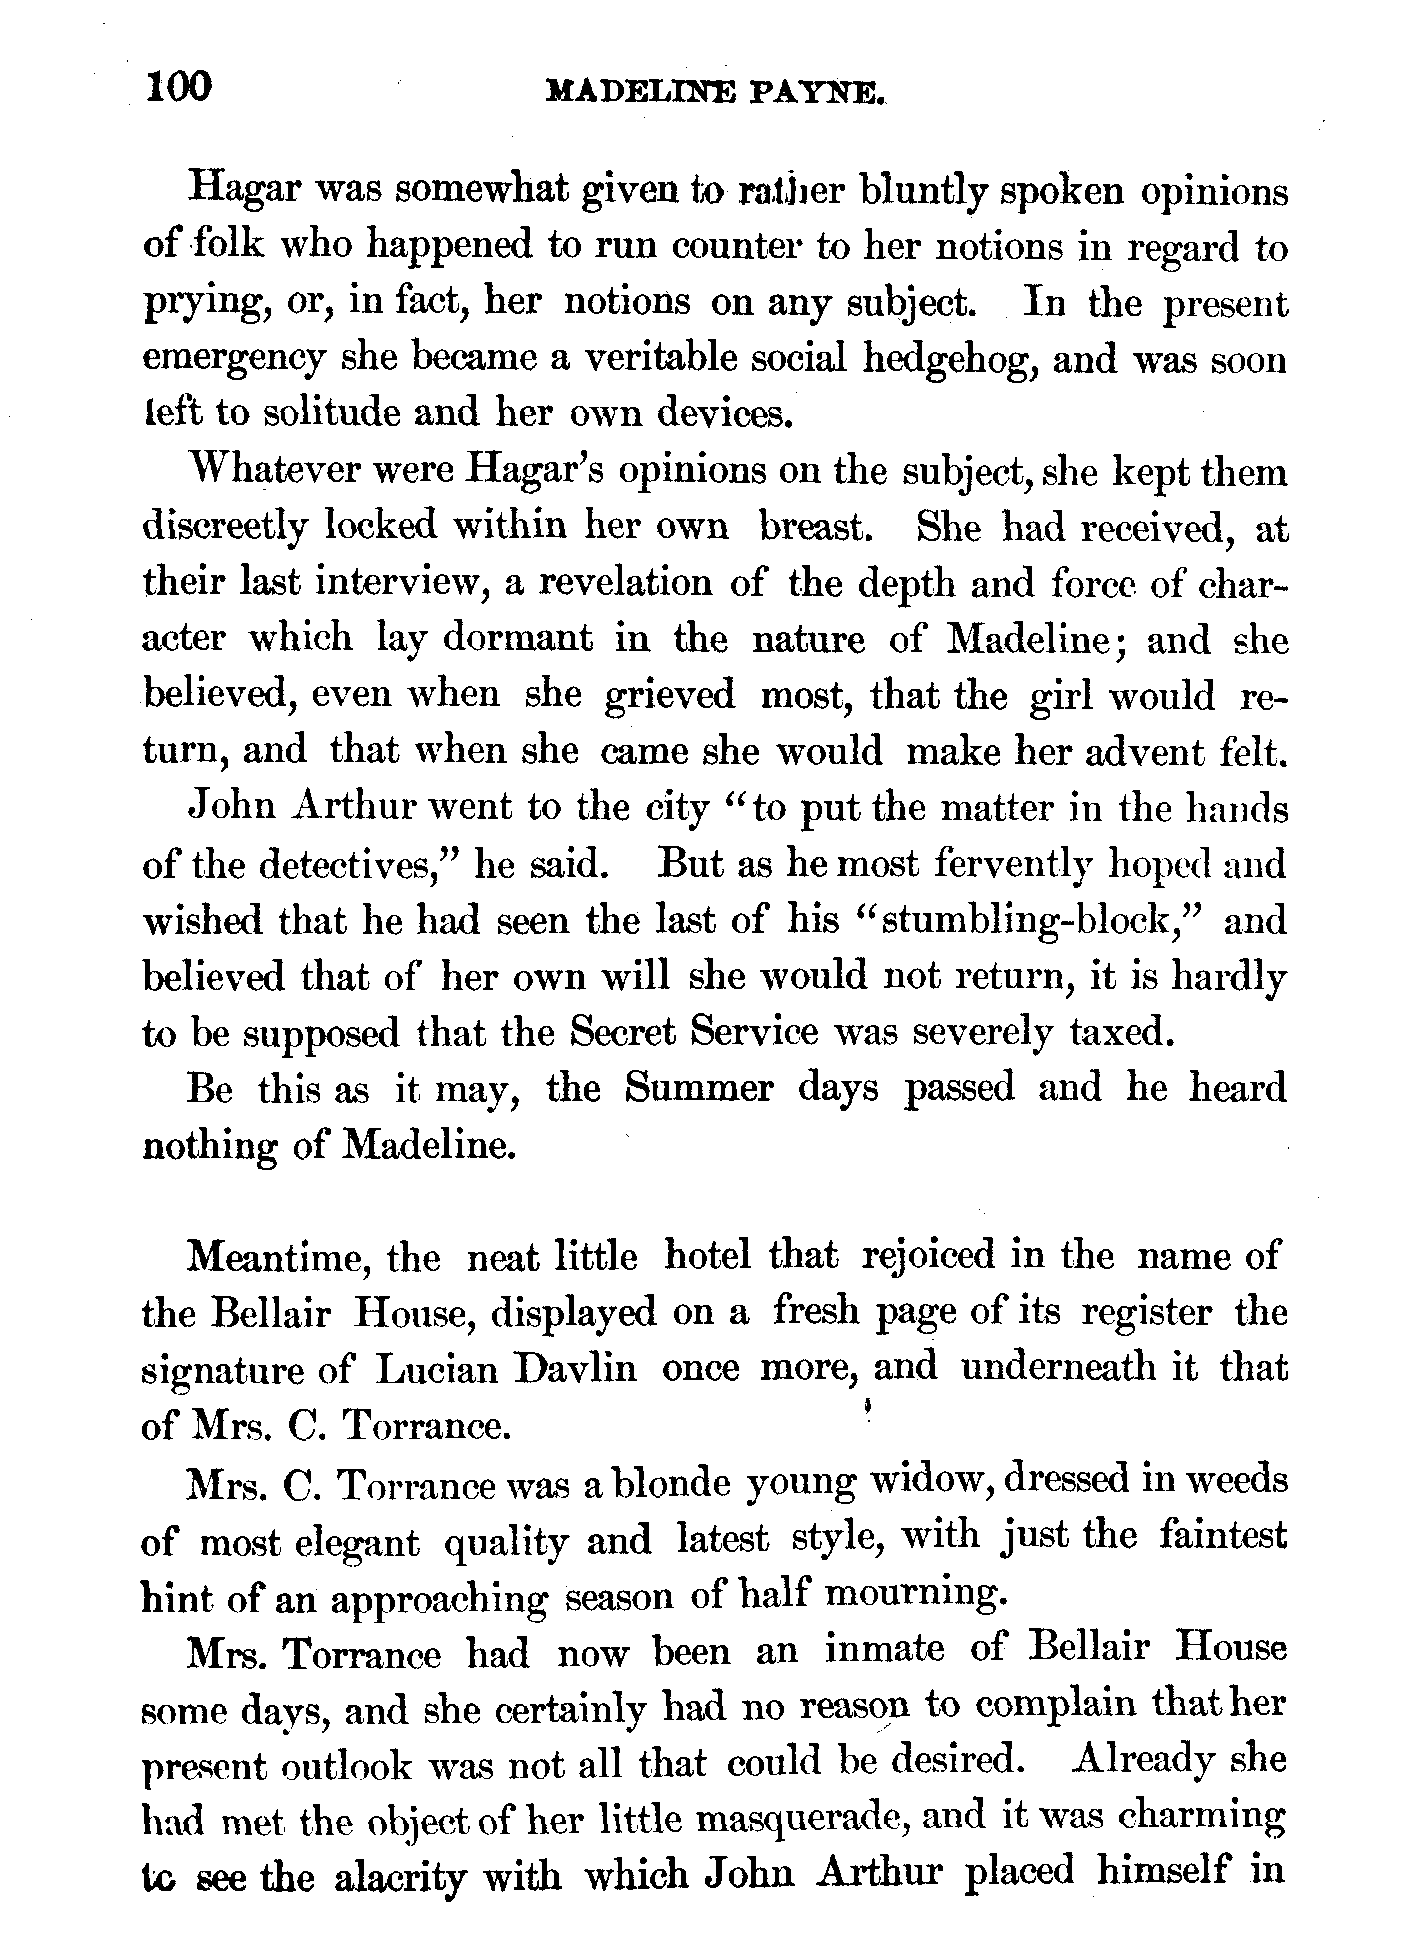 100 MADELINE PAYNE.
Hagar was somewhat given to rather bluntly spoken opinions
of folk who happened to run counter to her notions in regard to
prying, or, in fact, her notions on any subject. In the present
emergency she became a veritable social hedgehog, and was soon
left to solitude and her own devices.
Whatever were Hagar's opinions on the subject, she kept them
discreetly locked within her own breast. She had received, at
their last interview, a revelation of the depth and force of char-
acter which lay dormant in the nature of Madeline; and she
believed, even when she grieved most, that the girl would re-
turn, and that when she came she would make her advent felt.
John Arthur went to the city "to put the matter in the hands
of the detectives," he said. But as he most fervently hoped and
wished that he had seen the last of his "stumbling-block," and
believed that of her own will she would not return, it is hardly
to be supposed that the Secret Service was severely taxed.
Be this as it may, the Summer days passed and he heard
nothing of Madeline.
Meantime, the neat little hotel that rejoiced in the name of
the Bellair House, displayed on a fresh page of its register the
signature of Lucian Davlin once more, and underneath it that
of Mrs. C. Torrance.
Mrs. C. Torrance was a blonde young widow, dressed in weeds
of most elegant quality and latest style, with just the faintest
hint of an approaching season of half mourning.
Mrs. Torrance had now been an inmate of Bellair House
some days, and she certainly had no reason to complain that her
present outlook was not all that could be desired. Already she
had met the object of her little masquerade, and it was charming
to see the alacrity with which John Arthur placed himself in